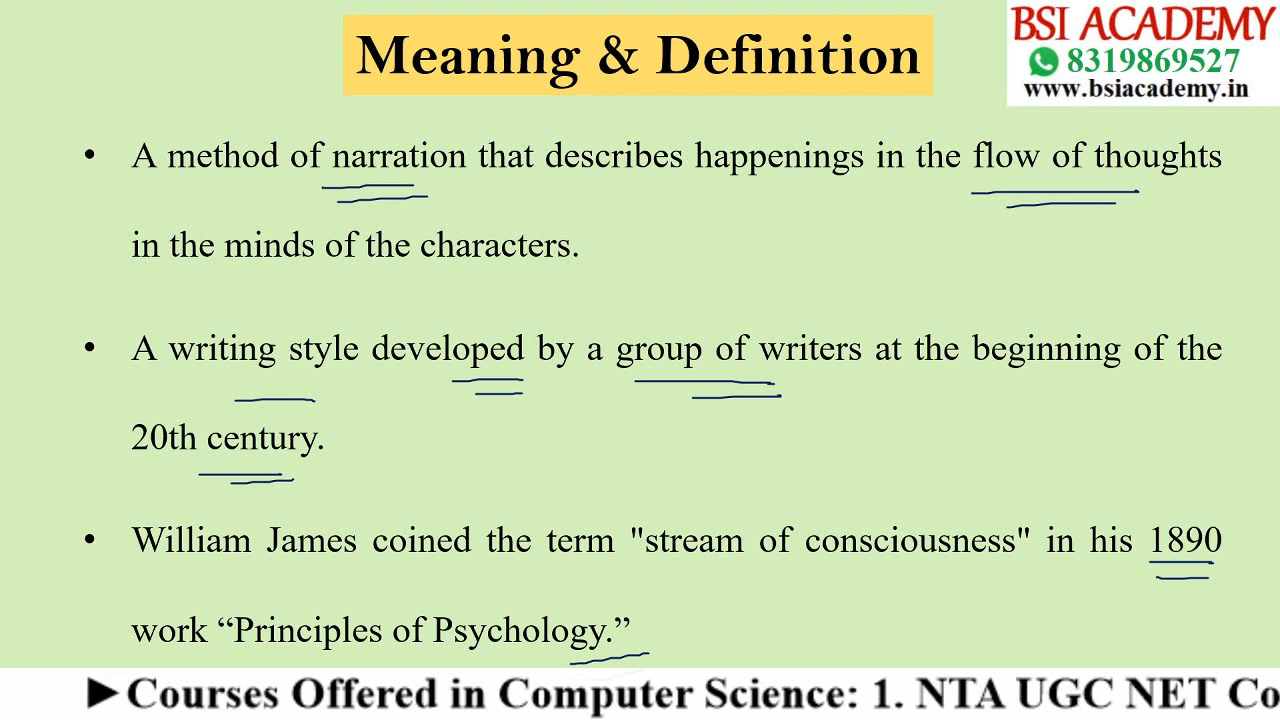 Meaning & Definition
BSI ACADEMY
8319869527
www.bsiacademy.in
• A method of narration that describes happenings in the flow of thoughts
in the minds of the characters.
• A writing style developed by a group of writers at the beginning of the
20th century.
• William James coined the term "stream of consciousness" in his 1890
work “Principles of Psychology.”
►Courses Offered in Computer Science: 1. NTA UGC NET Co